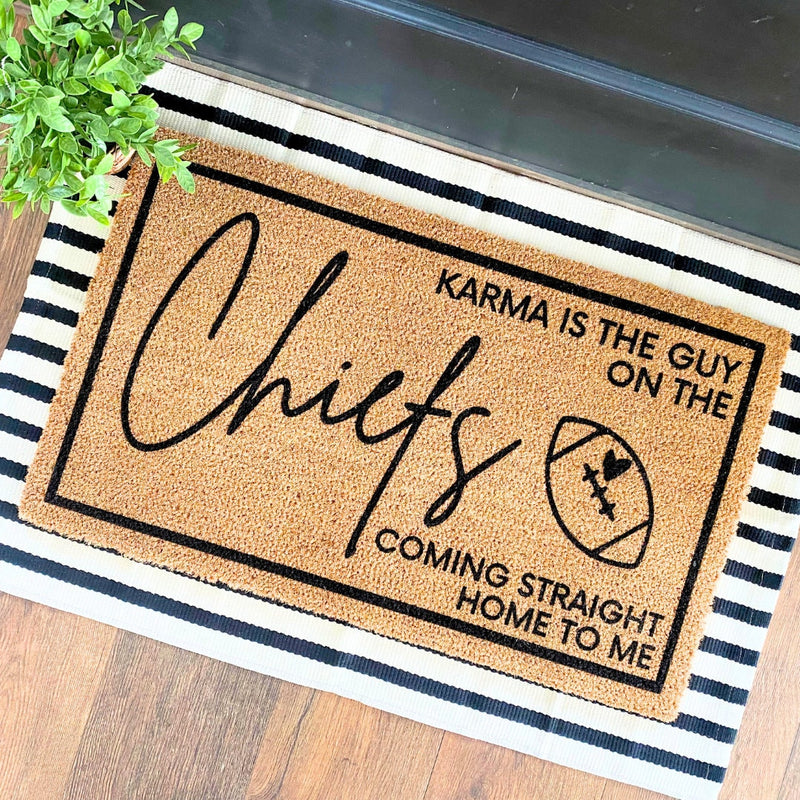 KARMA IS THE GUY
ON THE
Chiefs
COMING STRAIGHT
HOME TO ME